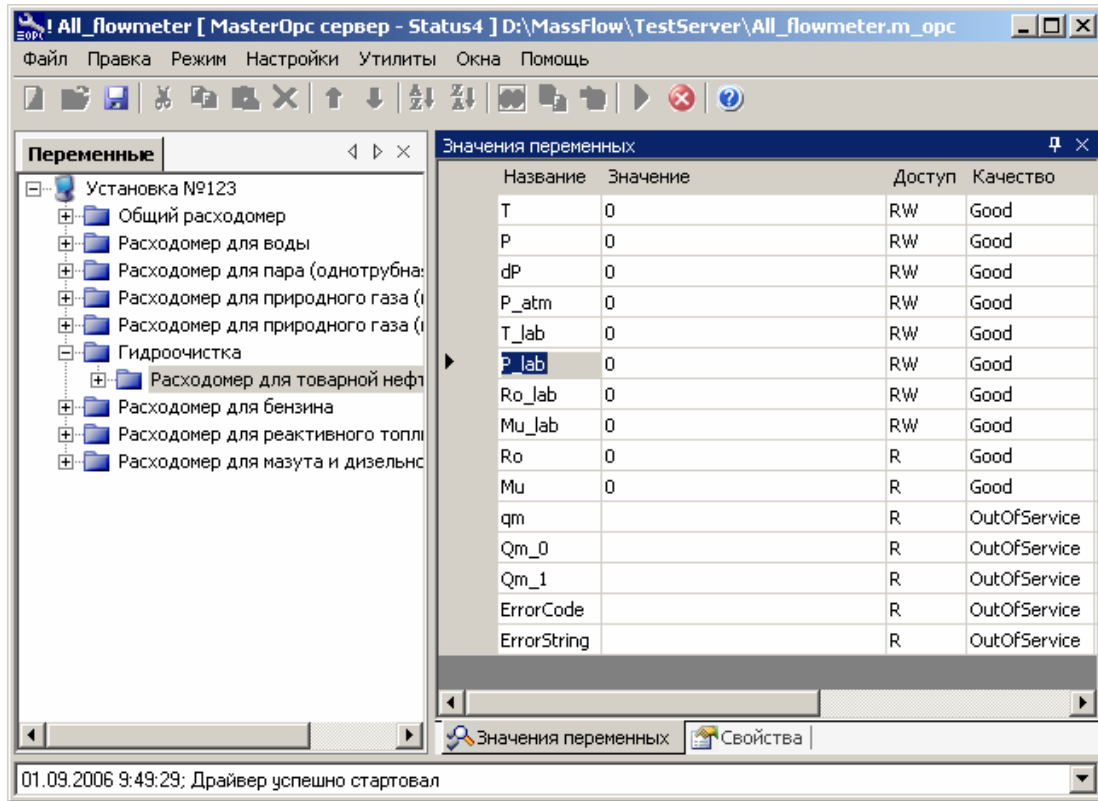 ! All_flowmeter [ MasterOpc сервер - Status4 ] D:\MassFlow\TestServer\All_flowmeter.m_opc
Файл Правка Режим Настройки Утилиты Окна Помощь
Переменные
Установка №123
Общий расходомер
Расходомер для воды
Расходомер для пара (однотрубна
Расходомер для природного газа (
Расходомер для природного газа (
Гидроочистка
Расходомер для товарной нефт
Расходомер для бензина
Расходомер для реактивного топл
Расходомер для мазута и дизельно
Значения переменных
Название Значение Доступ Качество
T 0 RW Good
P 0 RW Good
dP 0 RW Good
P_atm 0 RW Good
T_lab 0 RW Good
P_lab 0 RW Good
Ro_lab 0 RW Good
Mu_lab 0 RW Good
Ro 0 R Good
Mu 0 R Good
qm R OutOfService
Qm_0 R OutOfService
Qm_1 R OutOfService
ErrorCode R OutOfService
ErrorString R OutOfService
Значения переменных Свойства
01.09.2006 9:49:29; Драйвер успешно стартовал